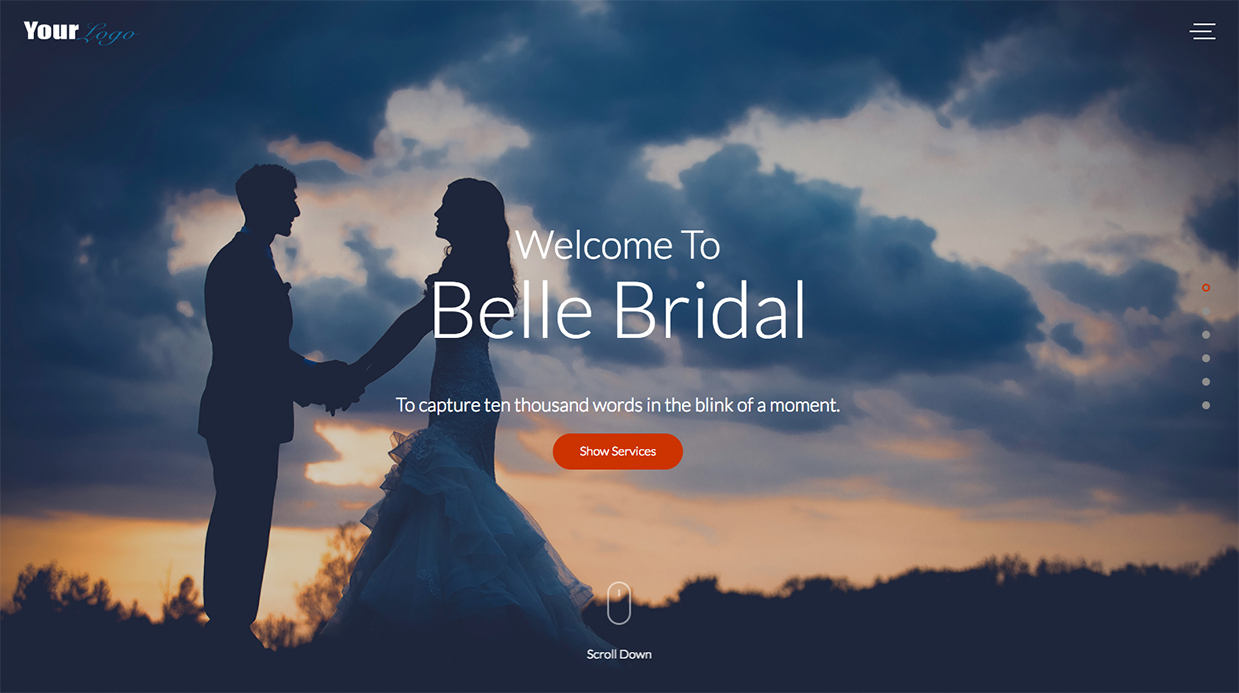 Your Logo
Welcome To
Belle Bridal
To capture ten thousand words in the blink of a moment.
Show Services
Scroll Down